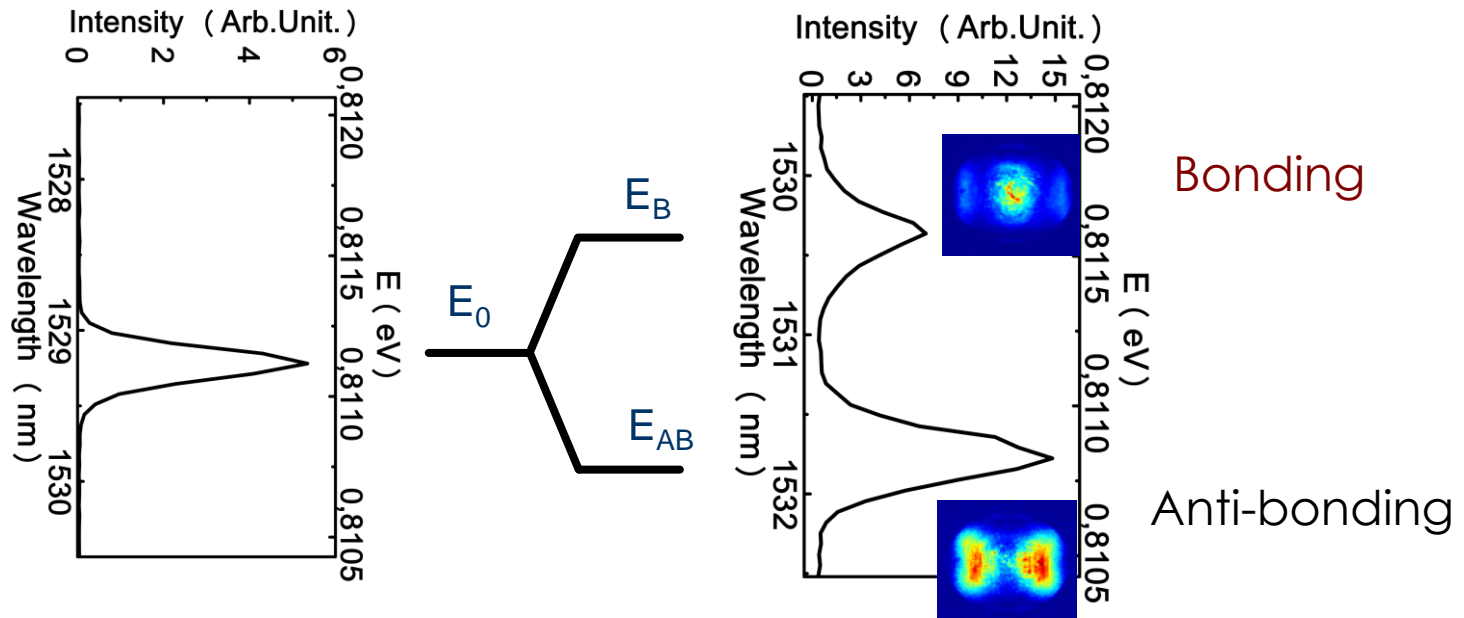 Intensity ( Arb.Unit. )
0 2 4 6
0,8120
0,8115
0,8110
0,8105
E ( eV )
1528
1529
1530
Wavelength ( nm )
E0
EB
EAB
Intensity ( Arb.Unit. )
0 3 6 9 12 15
0,8120
0,8115
0,8110
0,8105
E ( eV )
1530
1531
1532
Wavelength ( nm )
Bonding
Anti-bonding